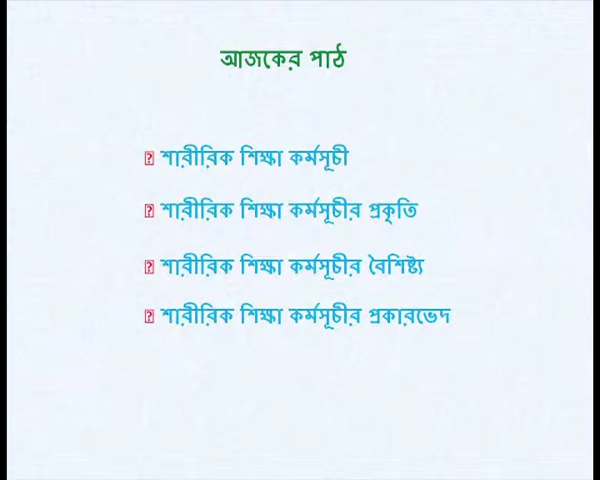 আজকের পাঠ
শারীরিক শিক্ষা কর্মসূচী
শারীরিক শিক্ষা কর্মসূচীর প্রকৃতি
শারীরিক শিক্ষা কর্মসূচীর বৈশিষ্ট্য
শারীরিক শিক্ষা কর্মসূচীর প্রকারভেদ